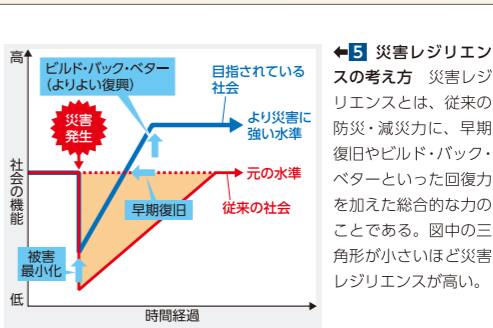 高
ビルド・バック・ベター
(よりよい復興)
目指されている
社会
災害
発生
より災害に
強い水準
元の水準
早期復旧
従来の社会
社会の機能
被害
最小化
低
時間経過
←5 災害レジリエン
スの考え方 災害レジ
リエンスとは、従来の
防災・減災力に、早期
復旧やビルド・バック・
ベターといった回復力
を加えた総合的な力の
ことである。図中の三
角形が小さいほど災害
レジリエンスが高い。